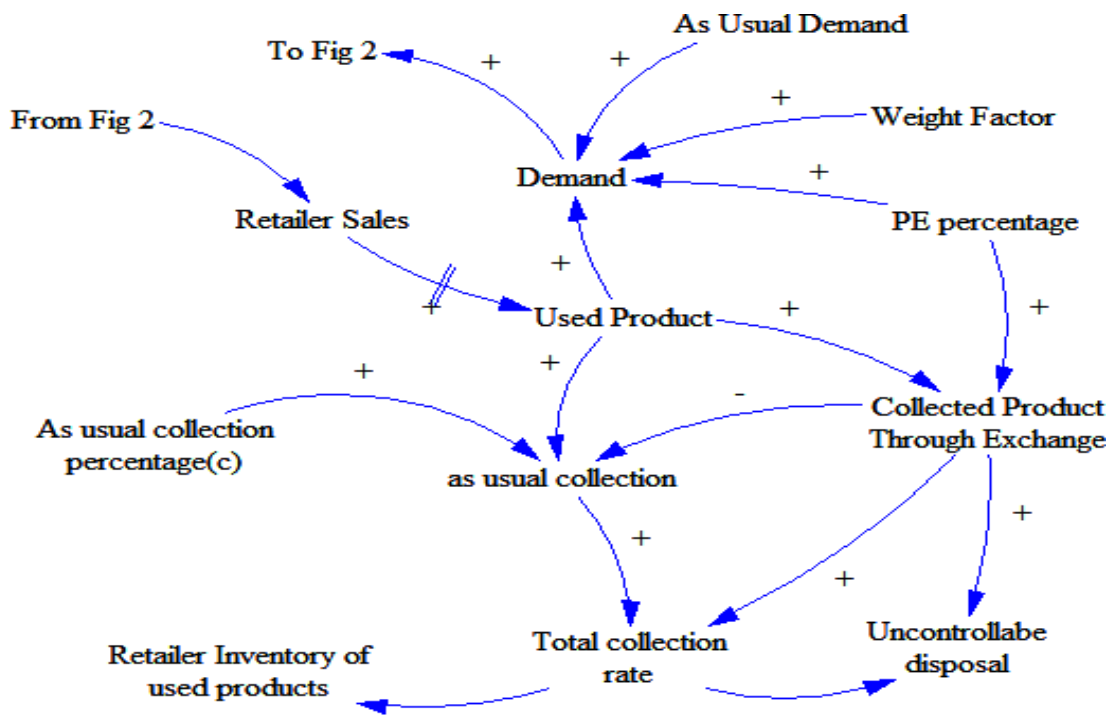 As Usual Demand
To Fig 2
+
+
From Fig 2
+
Weight Factor
Demand
+
Retailer Sales
PE percentage
+
+
Used Product
+
+
+
+
-
As usual collection
percentage(c)
Collected Product
Through Exchange
as usual collection
+
+
+
Total collection
rate
Uncontrollabe
disposal
Retailer Inventory of
used products